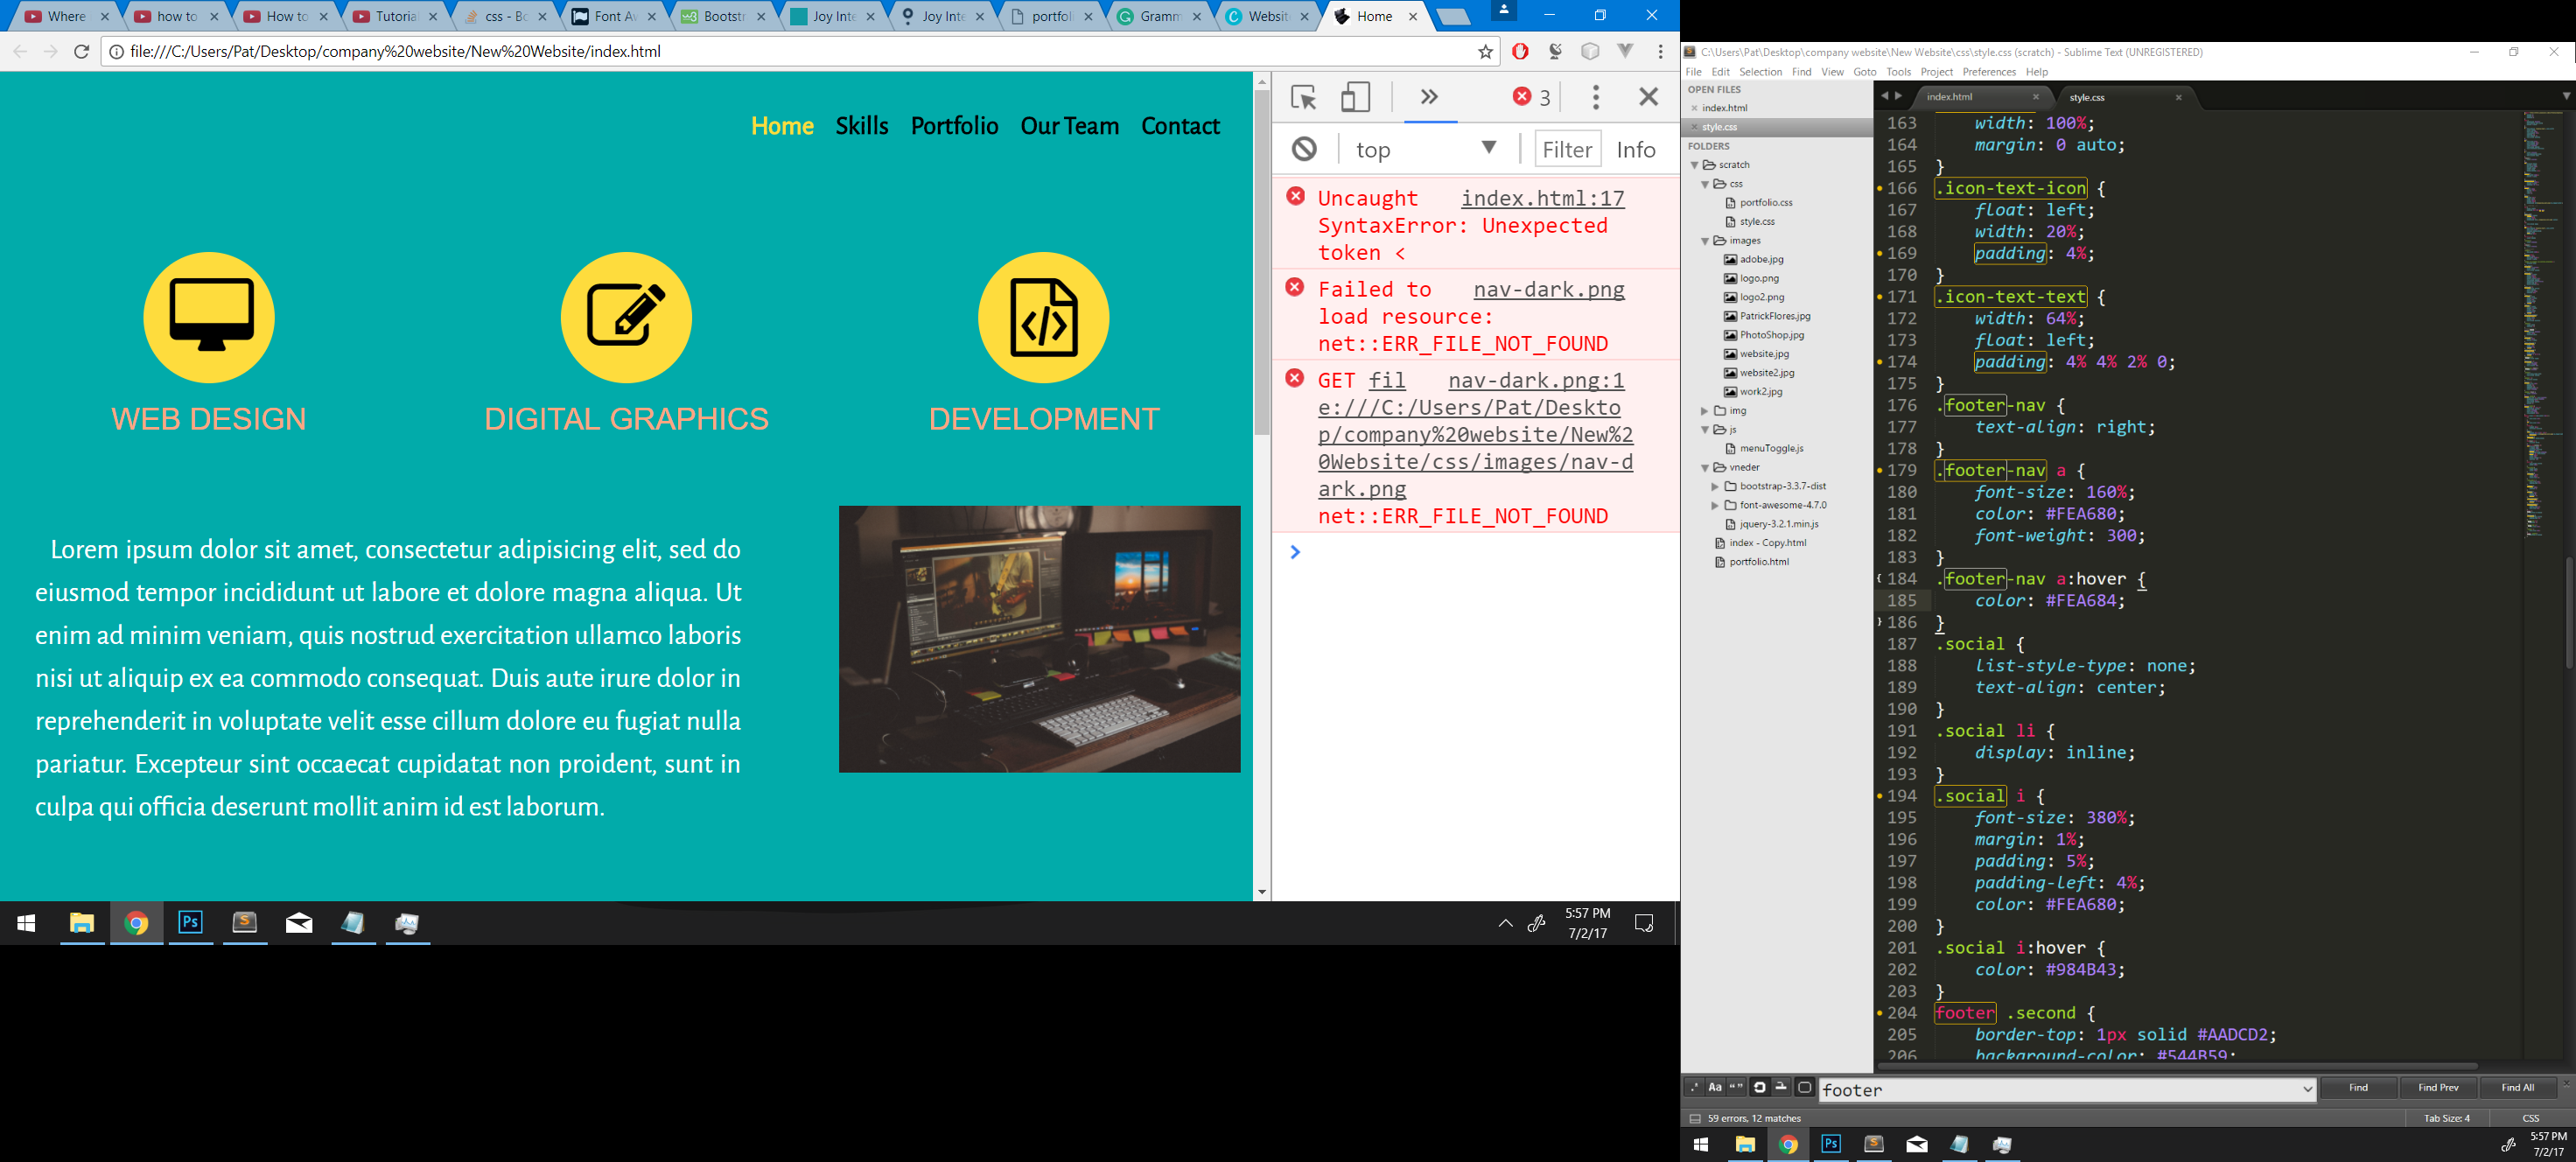 Where
how to
How to
Tutoria
css - Bo
Font Aw
Bootstr
Joy Inte
Joy Inte
portfoli
Gramm
Website
Home
file:///C:/Users/Pat/Desktop/company%20website/New%20Website/index.html
Home Skills Portfolio Our Team Contact
WEB DESIGN
DIGITAL GRAPHICS
DEVELOPMENT
Lorem ipsum dolor sit amet, consectetur adipisicing elit, sed do
eiusmod tempor incididunt ut labore et dolore magna aliqua. Ut
enim ad minim veniam, quis nostrud exercitation ullamco laboris
nisi ut aliquip ex ea commodo consequat. Duis aute irure dolor in
reprehenderit in voluptate velit esse cillum dolore eu fugiat nulla
pariatur. Excepteur sint occaecat cupidatat non proident, sunt in
culpa qui officia deserunt mollit anim id est laborum.
3
top
Filter Info
Uncaught index.html:17
SyntaxError: Unexpected
token <
Failed to nav-dark.png
load resource:
net::ERR_FILE_NOT_FOUND
GET fil nav-dark.png:1
e:///C:/Users/Pat/Deskto
p/company%20website/New%2
0Website/css/images/nav-d
ark.png
net::ERR_FILE_NOT_FOUND
Ps
5:57 PM
7/2/17
C:\Users\Pat\Desktop\company website\New Website\css\style.css (scratch) - Sublime Text (UNREGISTERED)
File Edit Selection Find View Goto Tools Project Preferences Help
OPEN FILES
index.html
style.css
FOLDERS
scratch
css
portfolio.css
style.css
images
adobe.jpg
logo.png
logo2.png
PatrickFlores.jpg
PhotoShop.jpg
website.jpg
website2.jpg
work2.jpg
img
js
menuToggle.js
vneder
bootstrap-3.3.7-dist
font-awesome-4.7.0
jquery-3.2.1.min.js
index - Copy.html
portfolio.html
index.html
style.css
163 width: 100%;
164 margin: 0 auto;
165 }
166 .icon-text-icon {
167 float: left;
168 width: 20%;
169 padding: 4%;
170 }
171 .icon-text-text {
172 width: 64%;
173 float: left;
174 padding: 4% 4% 2% 0;
175 }
176 .footer-nav {
177 text-align: right;
178 }
179 .footer-nav a {
180 font-size: 160%;
181 color: #FEA680;
182 font-weight: 300;
183 }
184 .footer-nav a:hover {
185 color: #FEA684;
186 }
187 .social {
188 list-style-type: none;
189 text-align: center;
190 }
191 .social li {
192 display: inline;
193 }
194 .social i {
195 font-size: 380%;
196 margin: 1%;
197 padding: 5%;
198 padding-left: 4%;
199 color: #FEA680;
200 }
201 .social i:hover {
202 color: #984B43;
203 }
204 footer .second {
205 border-top: 1px solid #AADCD2;
206 background-color: #544B59;
.* Aa “”
footer
Find
Find Prev
Find All
59 errors, 12 matches
Tab Size: 4
CSS
Ps
5:57 PM
7/2/17